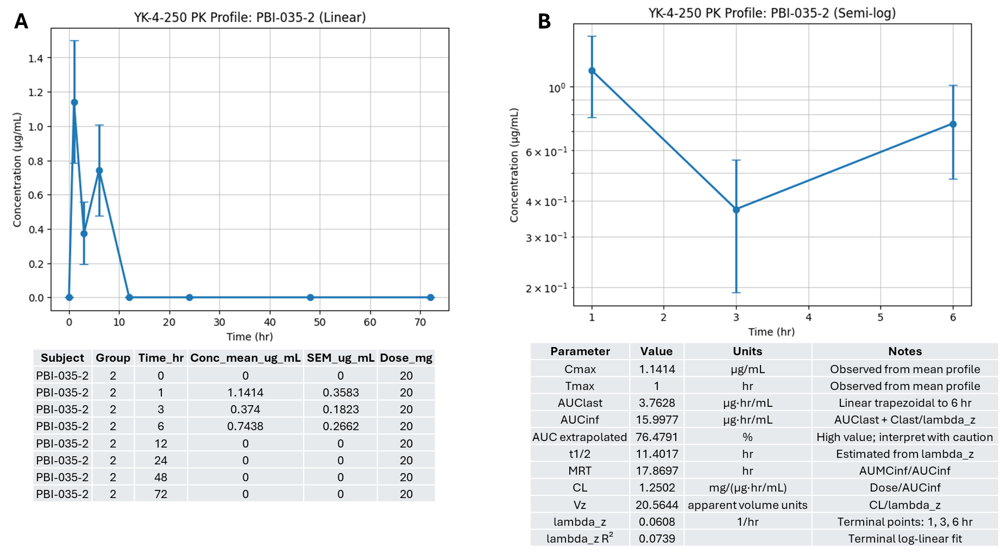 A
YK-4-250 PK Profile: PBI-035-2 (Linear)
Concentration (µg/mL)
1.4
1.2
1.0
0.8
0.6
0.4
0.2
0.0
0 10 20 30 40 50 60 70
Time (hr)
Subject Group Time_hr Conc_mean_ug_mL SEM_ug_mL Dose_mg
PBI-035-2 2 0 0 0 20
PBI-035-2 2 1 1.1414 0.3583 20
PBI-035-2 2 3 0.374 0.1823 20
PBI-035-2 2 6 0.7438 0.2662 20
PBI-035-2 2 12 0 0 20
PBI-035-2 2 24 0 0 20
PBI-035-2 2 48 0 0 20
PBI-035-2 2 72 0 0 20
B
YK-4-250 PK Profile: PBI-035-2 (Semi-log)
Concentration (µg/mL)
10⁰
6 × 10⁻¹
4 × 10⁻¹
3 × 10⁻¹
2 × 10⁻¹
1 2 3 4 5 6
Time (hr)
Parameter Value Units Notes
Cmax 1.1414 µg/mL Observed from mean profile
Tmax 1 hr Observed from mean profile
AUClast 3.7628 µg·hr/mL Linear trapezoidal to 6 hr
AUCinf 15.9977 µg·hr/mL AUClast + Clast/lambda_z
AUC extrapolated 76.4791 % High value; interpret with caution
t1/2 11.4017 hr Estimated from lambda_z
MRT 17.8697 hr AUMCinf/AUCinf
CL 1.2502 mg/(µg·hr/mL) Dose/AUCinf
Vz 20.5644 apparent volume units CL/lambda_z
lambda_z 0.0608 1/hr Terminal points: 1, 3, 6 hr
lambda_z R² 0.0739 Terminal log-linear fit